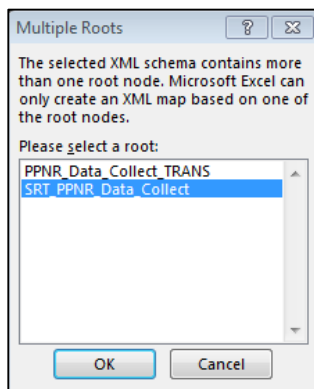 Multiple Roots
The selected XML schema contains more
than one root node. Microsoft Excel can
only create an XML map based on one of
the root nodes.
Please select a root:
PPNR_Data_Collect_TRANS
SRT_PPNR_Data_Collect
OK Cancel